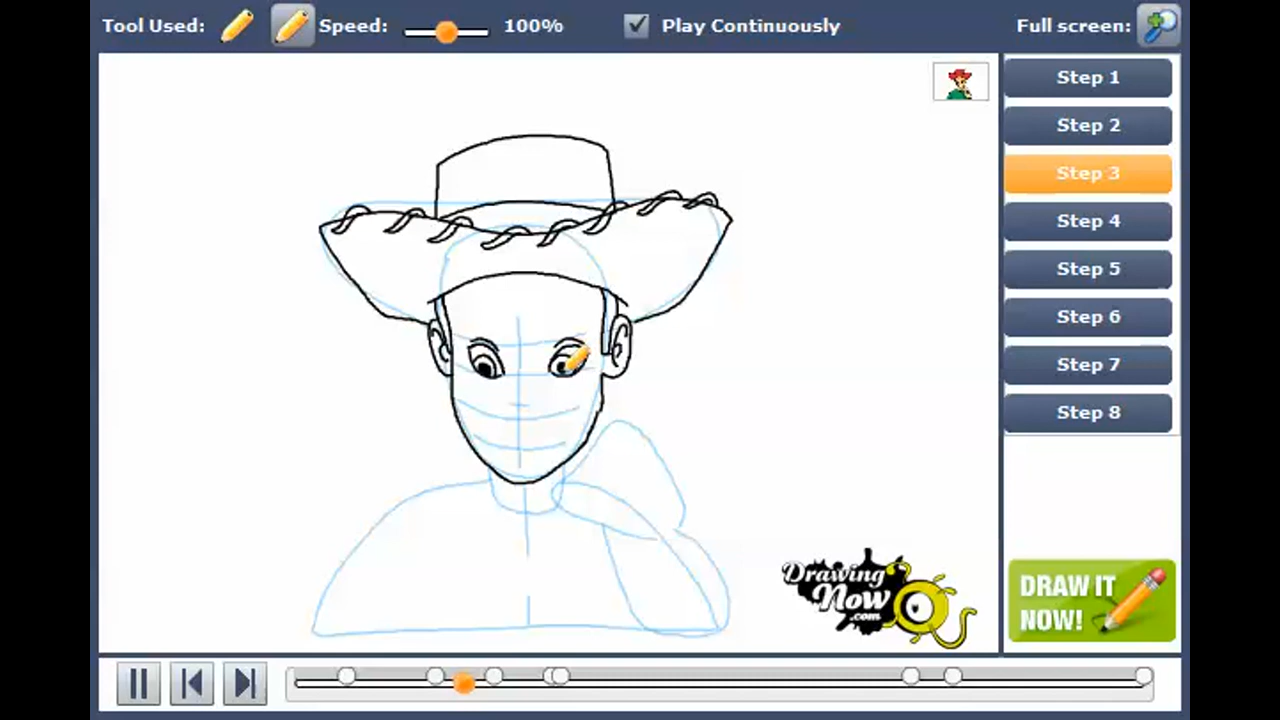 Tool Used: Speed: 100% Play Continuously Full screen:
Step 1
Step 2
Step 3
Step 4
Step 5
Step 6
Step 7
Step 8
Drawing
Now
.com
DRAW IT
NOW!